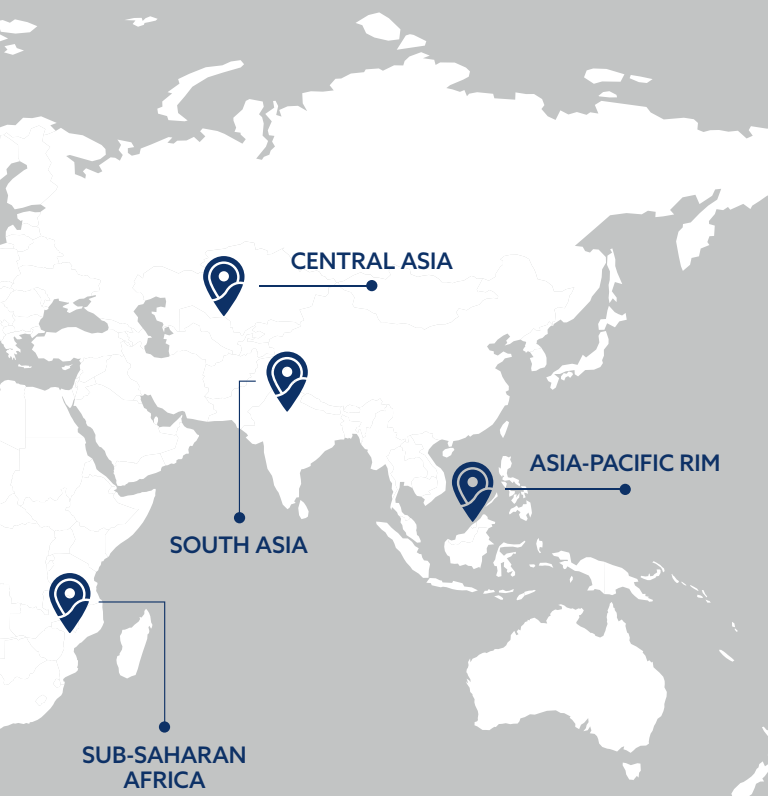 CENTRAL ASIA
ASIA-PACIFIC RIM
SOUTH ASIA
SUB-SAHARAN
AFRICA